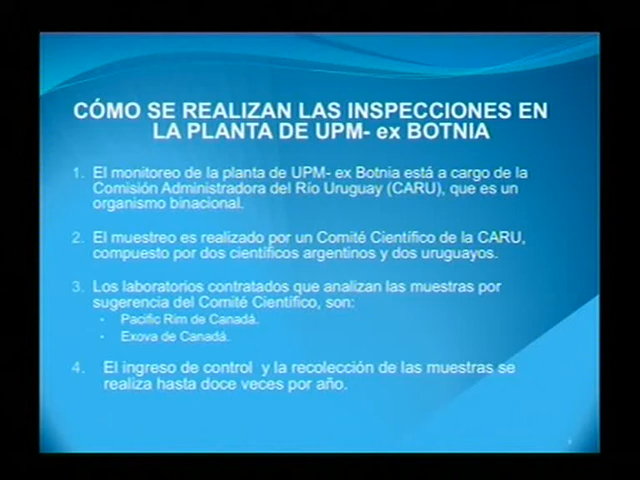 CÓMO SE REALIZAN LAS INSPECCIONES EN
LA PLANTA DE UPM- ex BOTNIA
1. El monitoreo de la planta de UPM- ex Botnia está a cargo de la
Comisión Administradora del Río Uruguay (CARU), que es un
organismo binacional.
2. El muestreo es realizado por un Comité Científico de la CARU,
compuesto por dos científicos argentinos y dos uruguayos.
3. Los laboratorios contratados que analizan las muestras por
sugerencia del Comité Científico, son:
• Pacific Rim de Canadá.
• Exova de Canadá.
4. El ingreso de control y la recolección de las muestras se
realiza hasta doce veces por año.